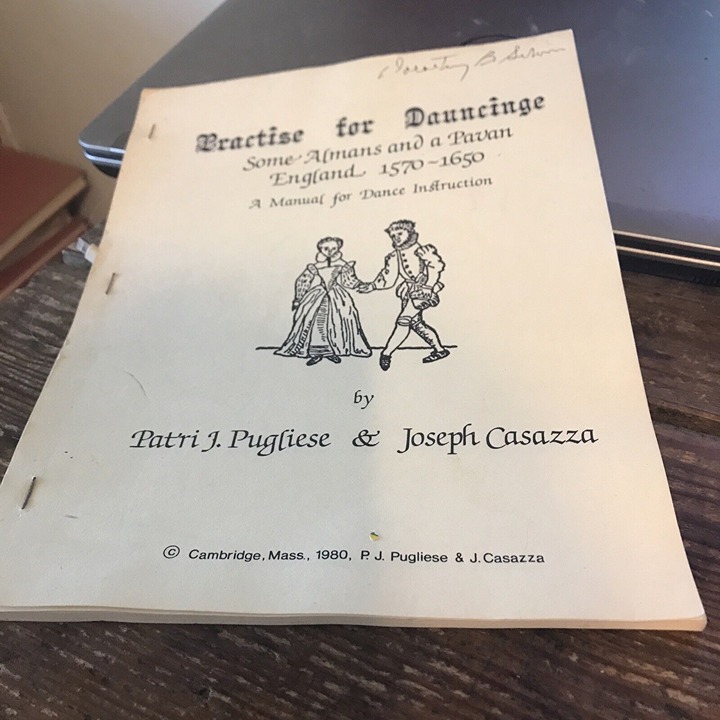 Practise for Dauncinge
Some Almans and a Pavan
England 1570-1650
A Manual for Dance Instruction
by
Patri J. Pugliese & Joseph Casazza
© Cambridge, Mass., 1980, P. J. Pugliese & J. Casazza